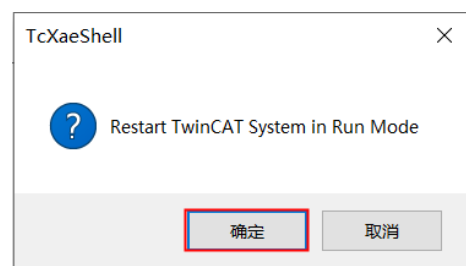 TcXaeShell
Restart TwinCAT System in Run Mode
确定
取消